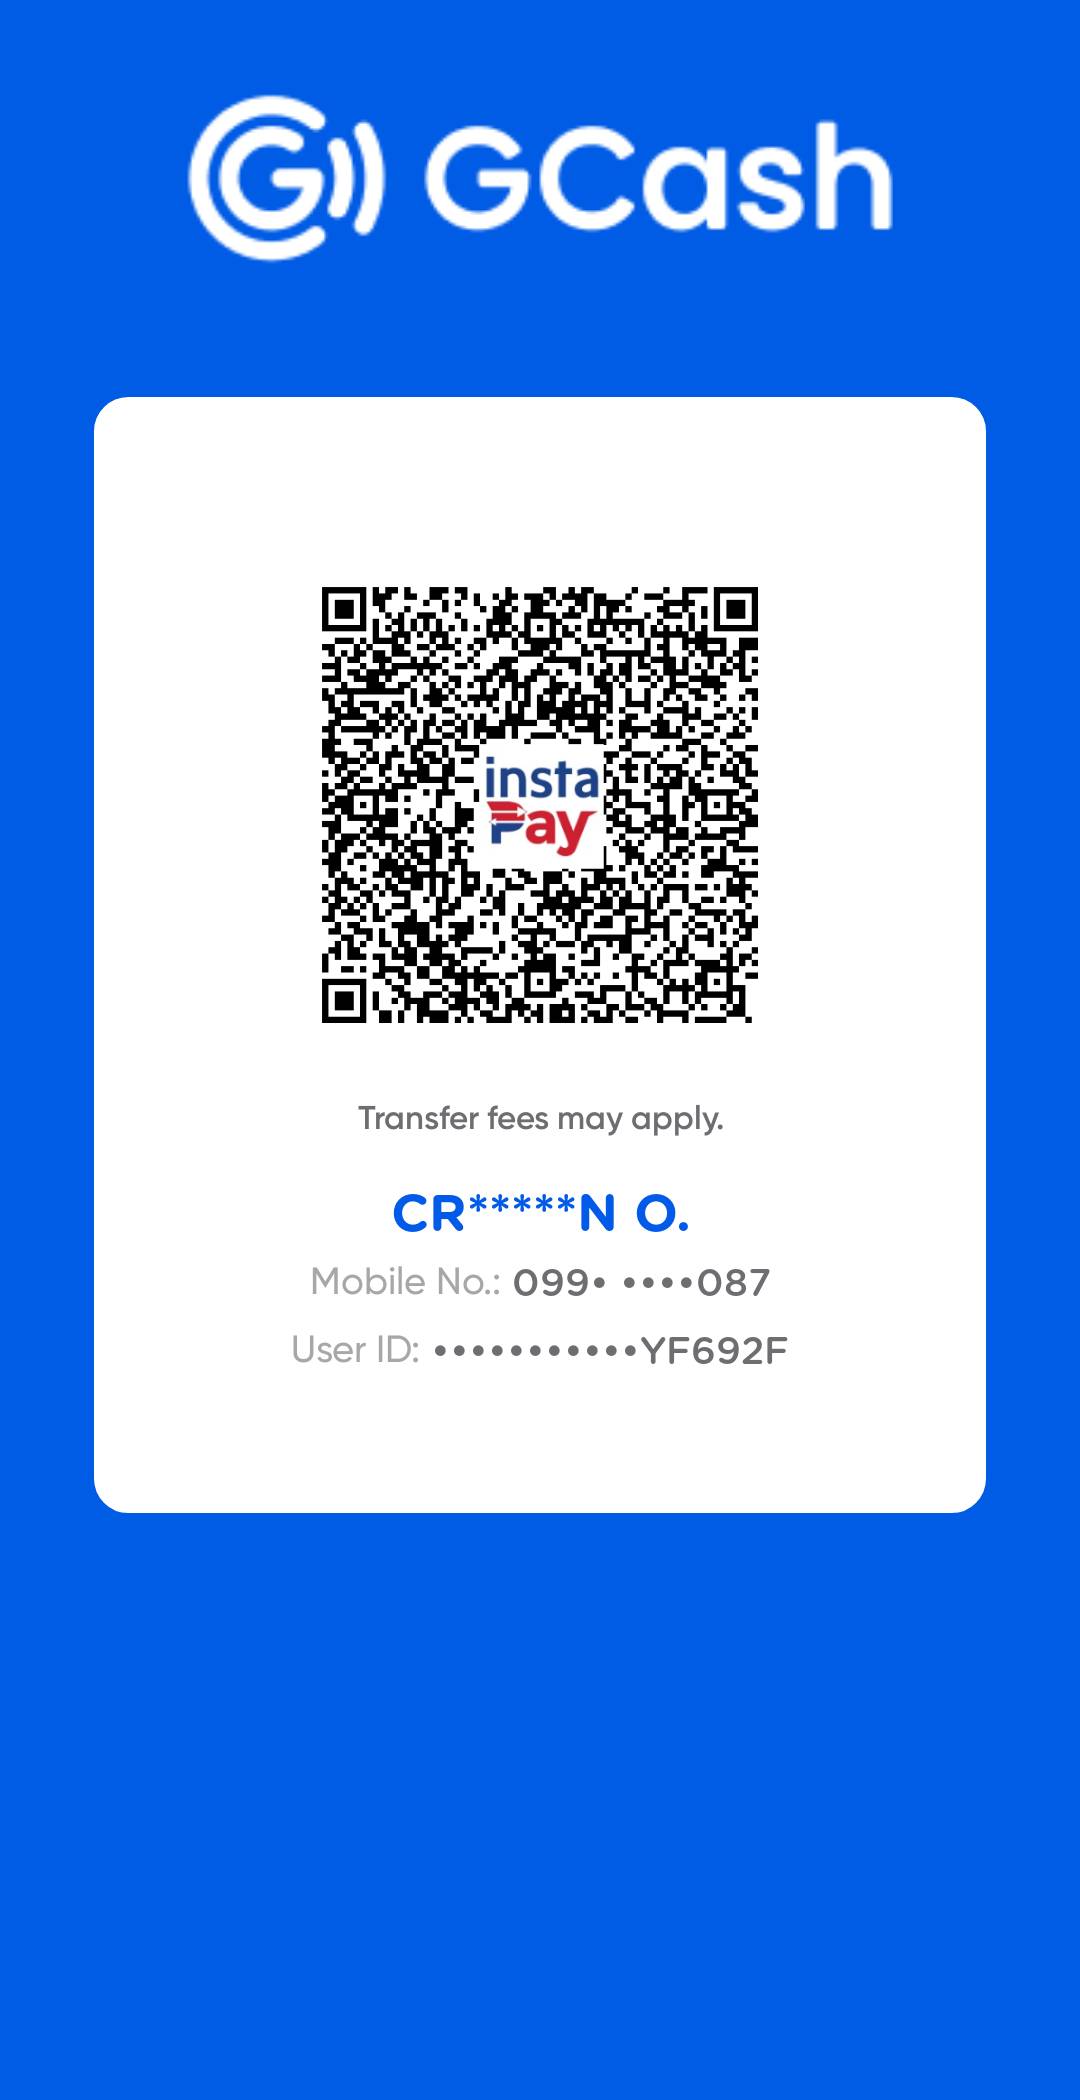 GCash
insta
Pay
Transfer fees may apply.
CR*****N O.
Mobile No.: 099• ••••087
User ID: •••••••••••YF692F